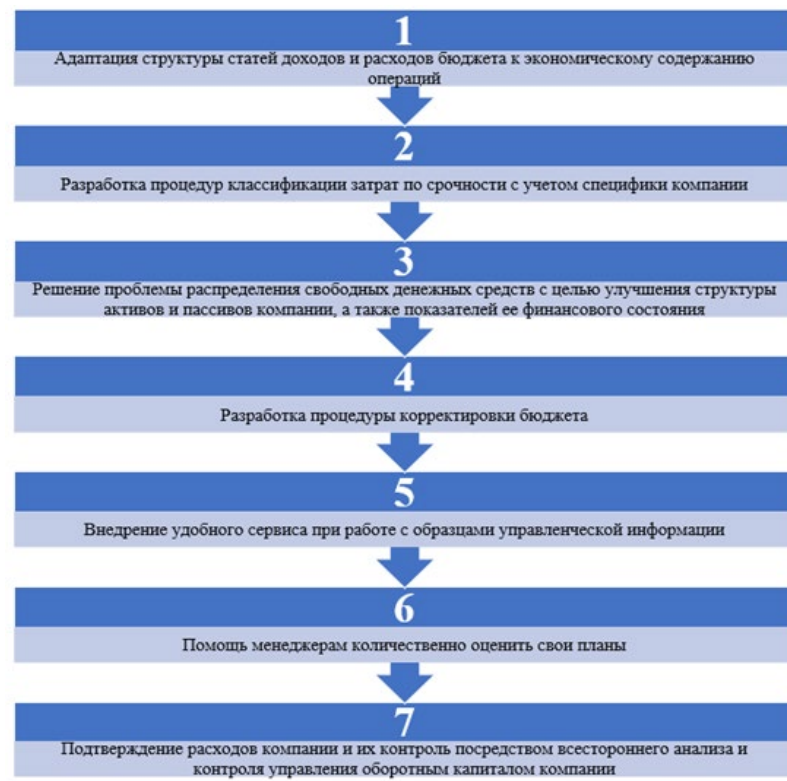 1
Адаптация структуры статей доходов и расходов бюджета к экономическому содержанию
операций
2
Разработка процедур классификации затрат по срочности с учетом специфики компании
3
Решение проблемы распределения свободных денежных средств с целью улучшения структуры
активов и пассивов компании, а также показателей ее финансового состояния
4
Разработка процедуры корректировки бюджета
5
Внедрение удобного сервиса при работе с образцами управленческой информации
6
Помощь менеджерам количественно оценить свои планы
7
Подтверждение расходов компании и их контроль посредством всестороннего анализа и
контроля управления оборотным капиталом компании